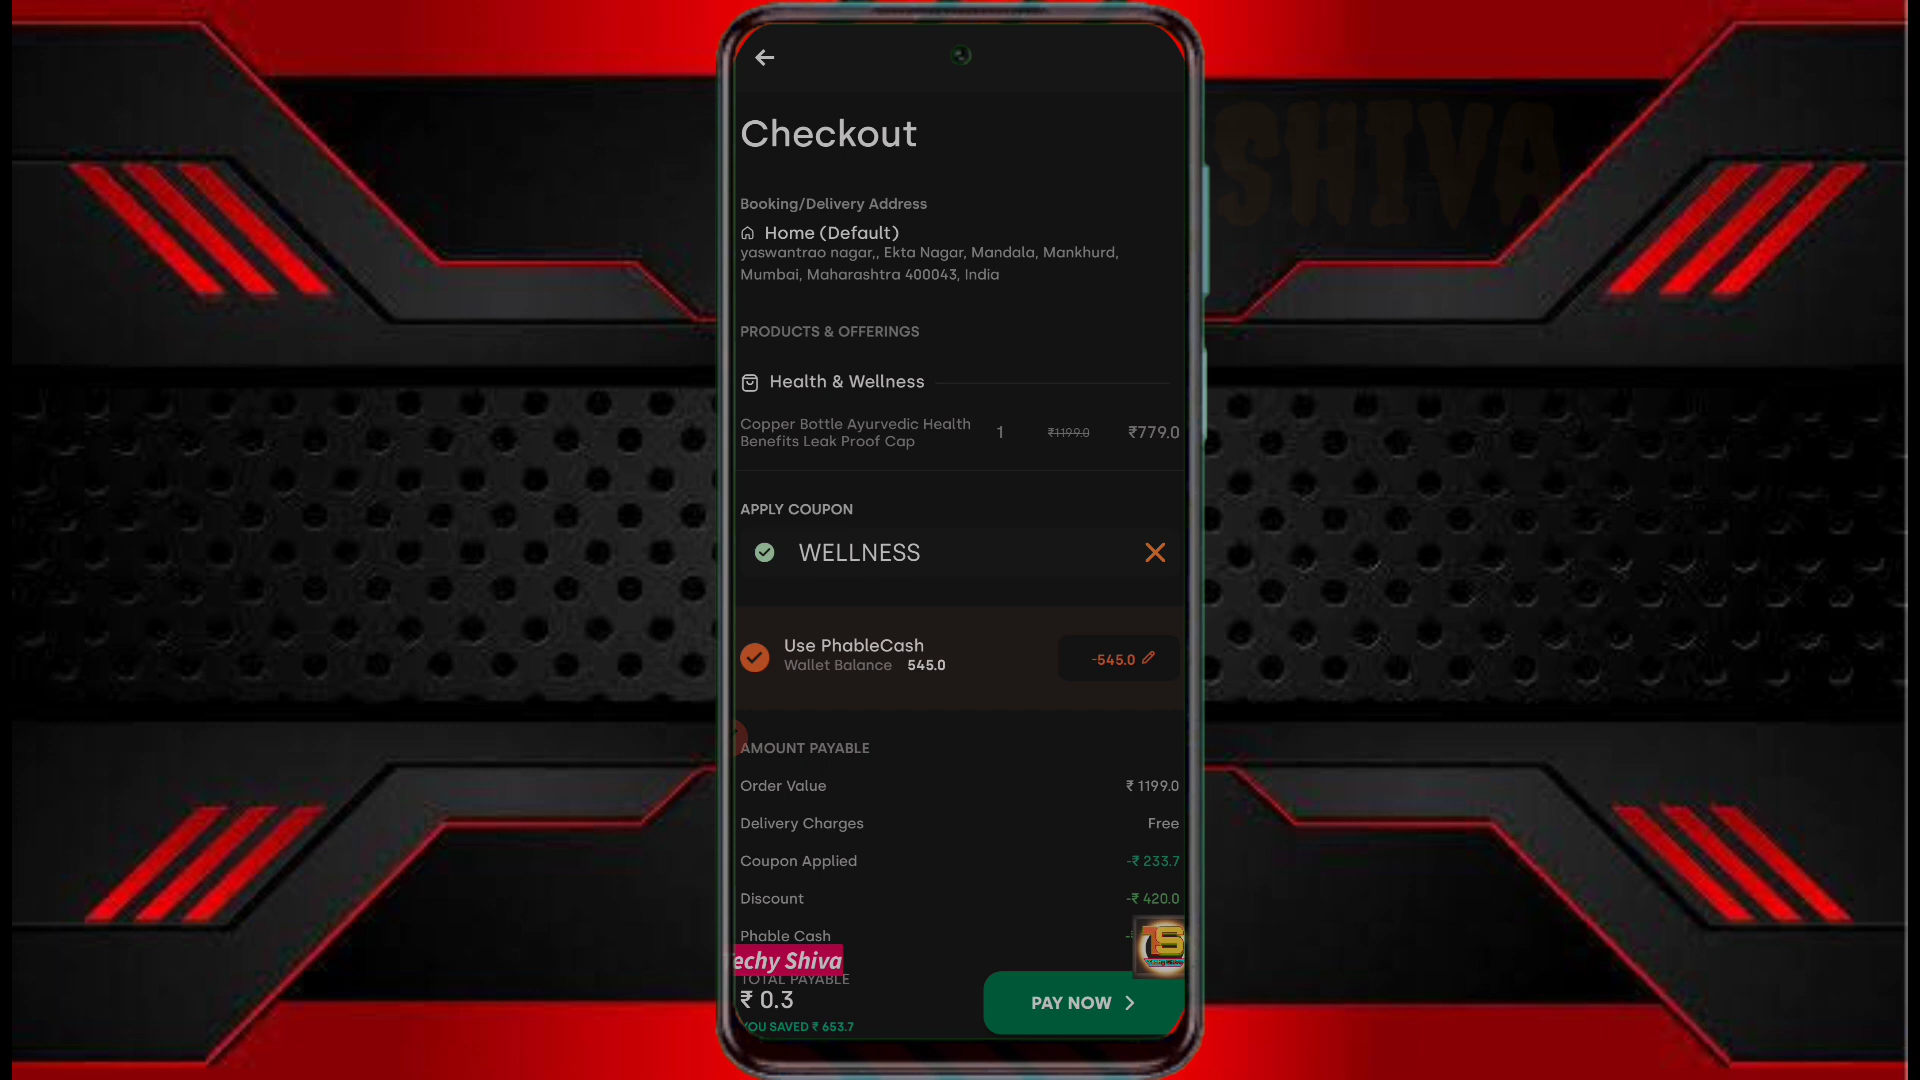 SHIVA
Checkout
Booking/Delivery Address
Home (Default)
yaswantrao nagar,, Ekta Nagar, Mandala, Mankhurd,
Mumbai, Maharashtra 400043, India
PRODUCTS & OFFERINGS
Health & Wellness
Copper Bottle Ayurvedic Health
Benefits Leak Proof Cap
1 ₹1199.0 ₹779.0
APPLY COUPON
WELLNESS
Use PhableCash
Wallet Balance 545.0
-545.0
AMOUNT PAYABLE
Order Value ₹ 1199.0
Delivery Charges Free
Coupon Applied -₹ 233.7
Discount -₹ 420.0
Phable Cash
echy Shiva
TOTAL PAYABLE
₹ 0.3
PAY NOW
YOU SAVED ₹ 653.7